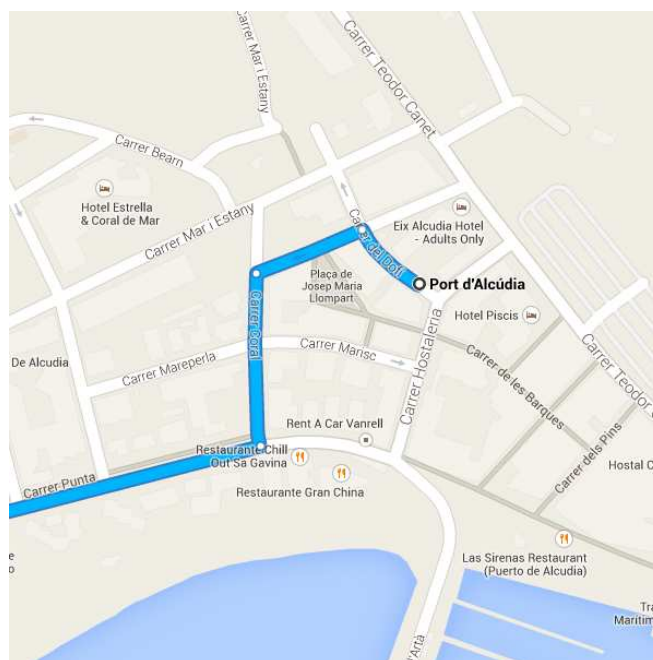 Carrer Mar i Estany
Carrer Teodor Canet
Carrer Bearn
Hotel Estrella
& Coral de Mar
Carrer Mar i Estany
Carrer del Dofí
Eix Alcudia Hotel
- Adults Only
Plaça de
Josep Maria
Llompart
Port d'Alcúdia
Hotel Piscis
Carrer Coral
Carrer Marisc
Carrer Mareperla
De Alcudia
Carrer Hostaleria
Carrer de les Barques
Carrer Teodor
Rent A Car Vanrell
Restaurante Chill
Out Sa Gavina
Carrer dels Pins
Hostal
Carrer Punta
Restaurante Gran China
Las Sirenas Restaurant
(Puerto de Alcudia)
d'Artà